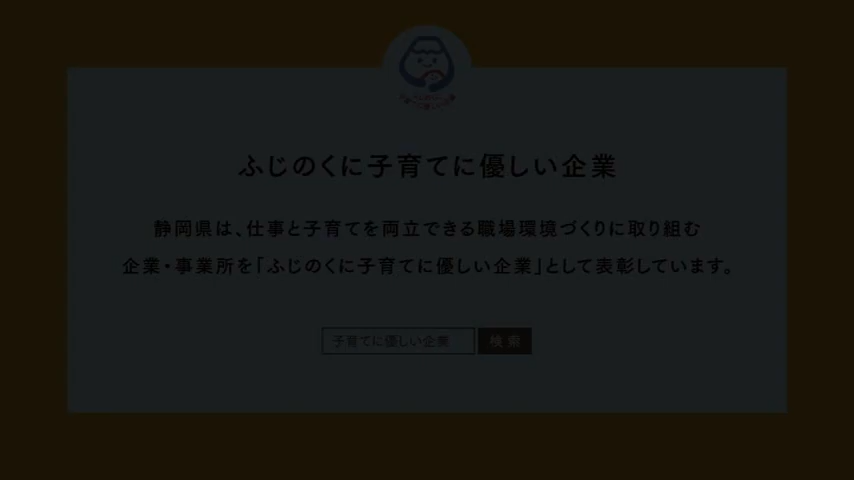 ふじのくに子育てに優しい企業
静岡県は、仕事と子育てを両立できる職場環境づくりに取り組む
企業・事業所を「ふじのくに子育てに優しい企業」として表彰しています。
子育てに優しい企業 検索